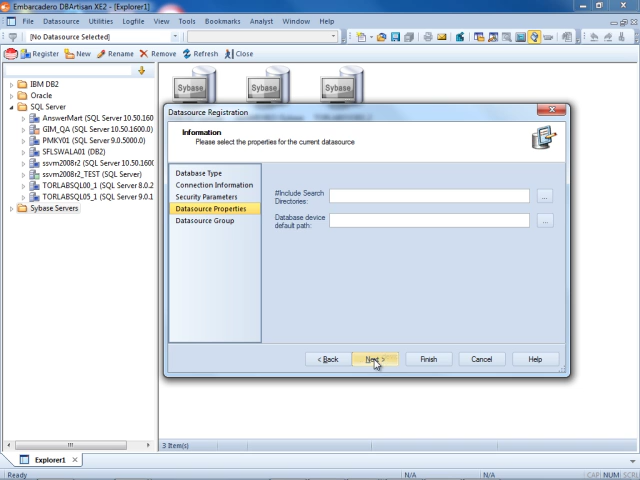 Embarcadero DBArtisan XE2 - [Explorer1]
File Datasource Utilities Logfile View Tools Bookmarks Analyst Window Help
[No Datasource Selected]
Register New Rename Remove Refresh Close
IBM DB2
Oracle
SQL Server
AnswerMart (SQL Server 10.50.160
GIM_QA (SQL Server 10.50.1600.0)
PMKY01 (SQL Server 9.0.5000.0)
SFLSWALA01 (DB2)
ssvm2008r2 (SQL Server 10.50.1600
ssvm2008r2_TEST (SQL Server)
TORLABSQL00_1 (SQL Server 8.0.2
TORLABSQL05_1 (SQL Server 9.0.1
Sybase Servers
Sybase Sybase Sybase
Datasource Registration
Information
Please select the properties for the current datasource
Database Type
Connection Information
Security Parameters
Datasource Properties
Datasource Group
#Include Search
Directories:
...
Database device
default path:
...
< Back Next > Finish Cancel Help
3 Item(s)
Explorer1
Ready N/A N/A CAP NUM SCRL